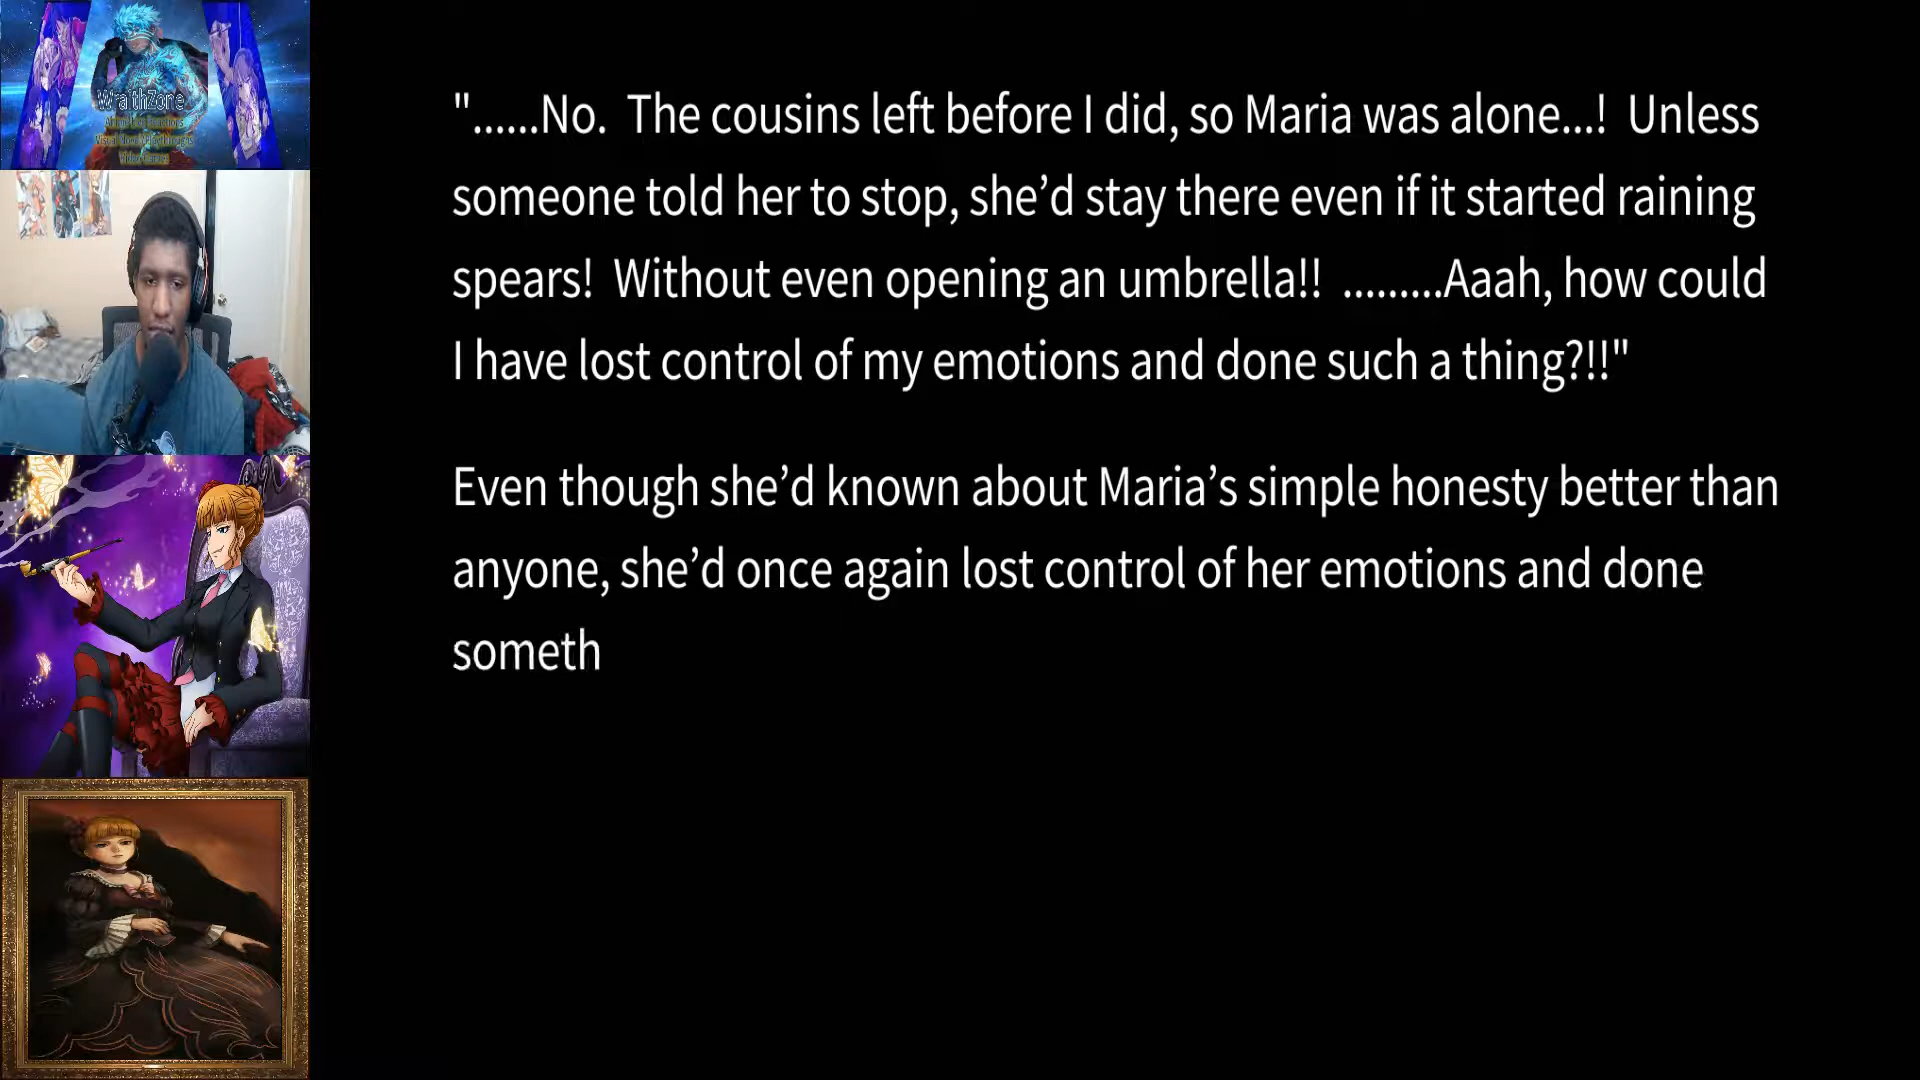 WraithZone
Video Games
"......No.  The cousins left before I did, so Maria was alone...!  Unless
someone told her to stop, she’d stay there even if it started raining
spears!  Without even opening an umbrella!!  .........Aaah, how could
I have lost control of my emotions and done such a thing?!!"
Even though she’d known about Maria’s simple honesty better than
anyone, she’d once again lost control of her emotions and done
someth